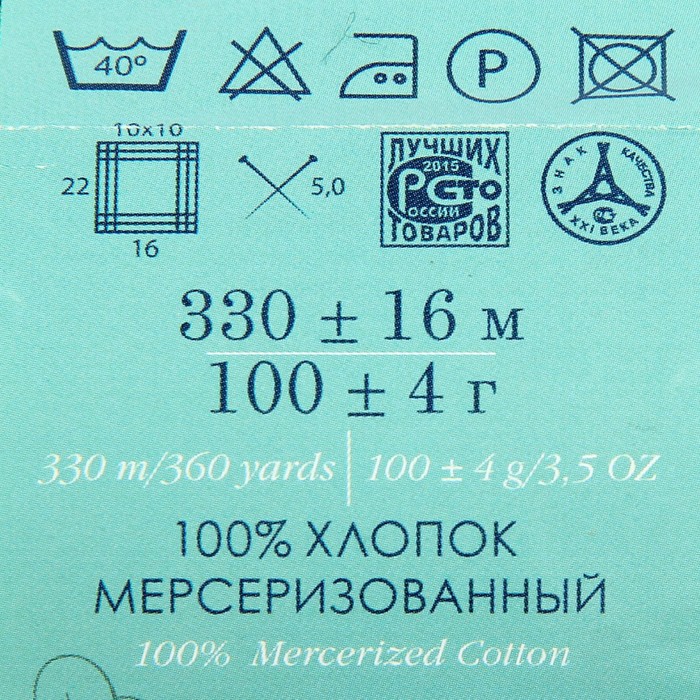 40°
P
10x10
22
16
5,0
ЛУЧШИХ
2015
РОССИИ СТО
ТОВАРОВ
ЗНАК КАЧЕСТВА
XXI ВЕКА
330 ± 16 м
100 ± 4 г
330 m/360 yards | 100 ± 4 g/3,5 OZ
100% ХЛОПОК
МЕРСЕРИЗОВАННЫЙ
100% Mercerized Cotton